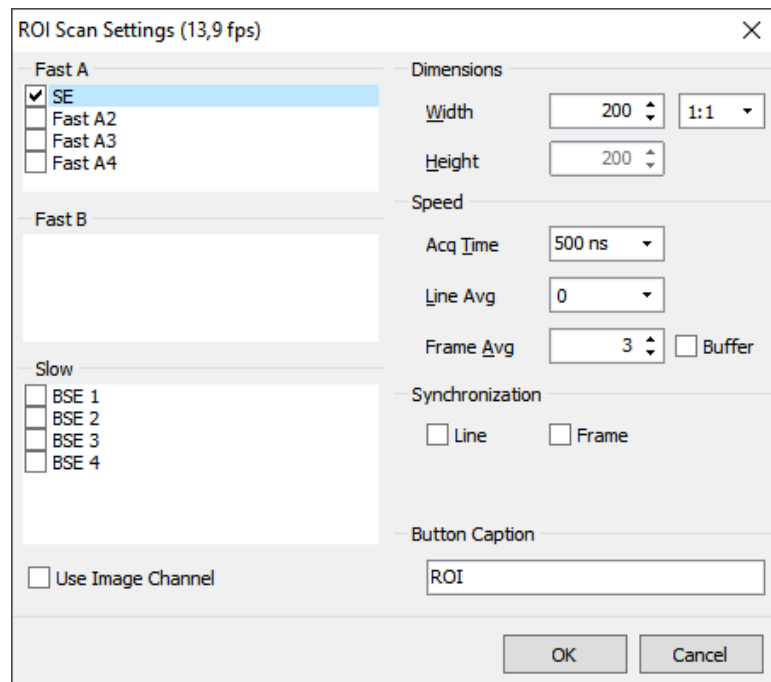 ROI Scan Settings (13,9 fps)
Fast A
SE
Fast A2
Fast A3
Fast A4
Fast B
Slow
BSE 1
BSE 2
BSE 3
BSE 4
Use Image Channel
Dimensions
Width 200 1:1
Height 200
Speed
Acq Time 500 ns
Line Avg 0
Frame Avg 3 Buffer
Synchronization
Line Frame
Button Caption
ROI
OK Cancel